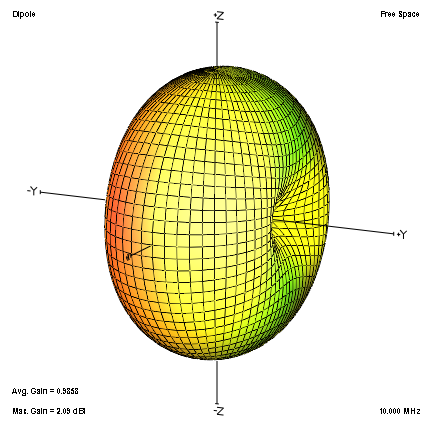 Dipole
+Z
Free Space
-Y
+Y
Avg. Gain = 0.9858
Max. Gain = 2.09 dBi
-Z
10.000 MHz